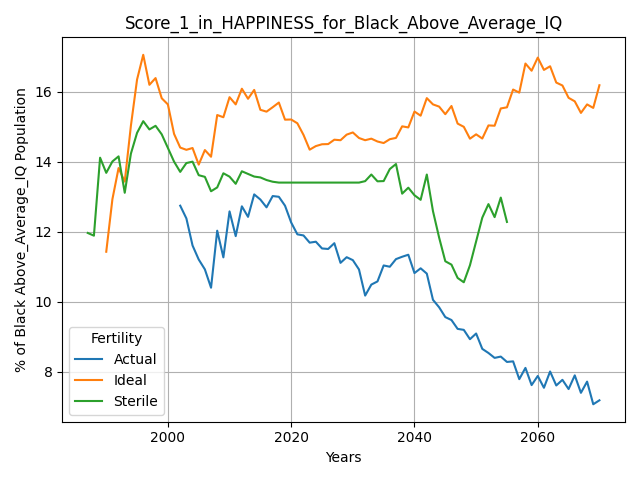 Score_1_in_HAPPINESS_for_Black_Above_Average_IQ
% of Black Above_Average_IQ Population
16
14
12
10
8
Fertility
Actual
Ideal
Sterile
2000 2020 2040 2060
Years